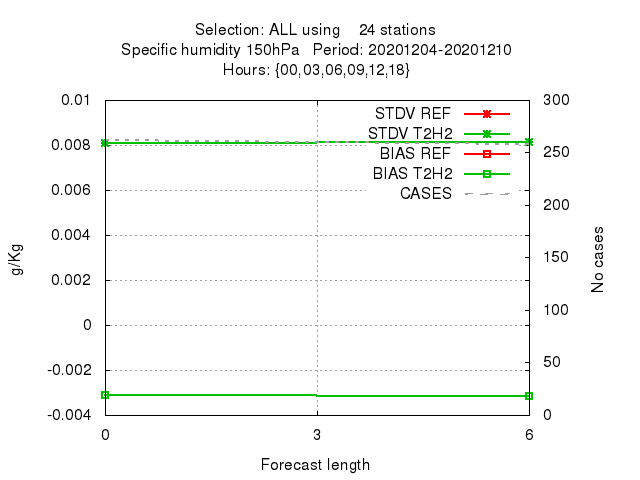 Selection: ALL using    24 stations
Specific humidity 150hPa   Period: 20201204-20201210
Hours: {00,03,06,09,12,18}
0.01
0.008
0.006
0.004
0.002
0
-0.002
-0.004
g/Kg
STDV REF
STDV T2H2
BIAS REF
BIAS T2H2
CASES
300
250
200
150
100
50
0
No cases
0 3 6
Forecast length